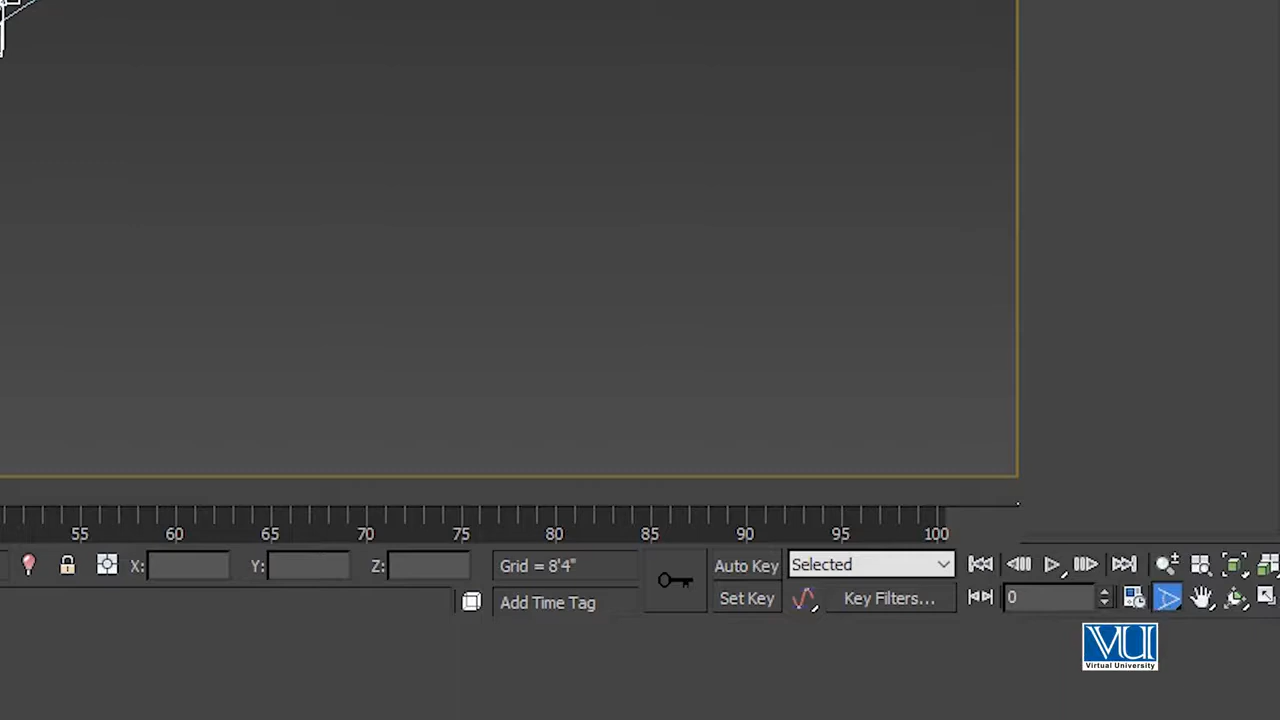 55 60 65 70 75 80 85 90 95 100
X: Y: Z: Grid = 8'4" Auto Key Selected
Add Time Tag Set Key Key Filters... 0
VU
Virtual University